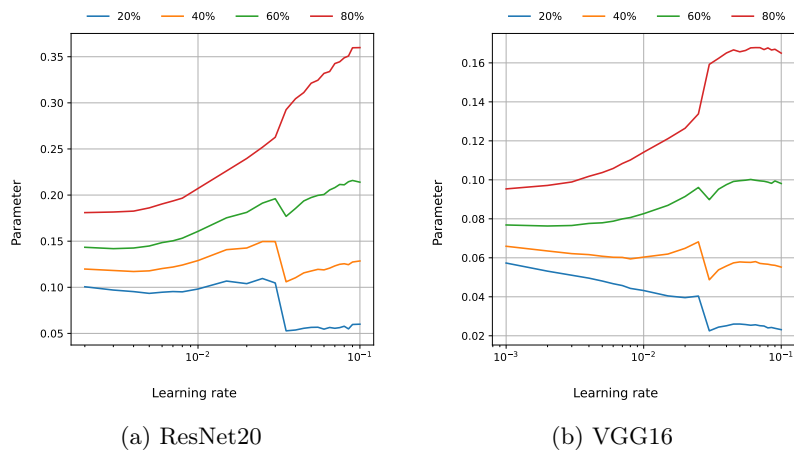 20% 40% 60% 80%
0.35
0.30
0.25
0.20
0.15
0.10
0.05
Parameter
10⁻² 10⁻¹
Learning rate
(a) ResNet20
20% 40% 60% 80%
0.16
0.14
0.12
0.10
0.08
0.06
0.04
0.02
Parameter
10⁻³ 10⁻² 10⁻¹
Learning rate
(b) VGG16